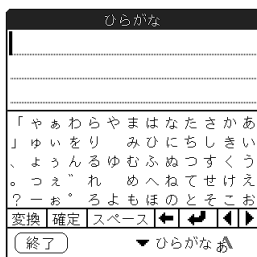 ひらがな
「ゃぁわらやまはなたさかあ
」ゅぃをり みひにちしきい
、ょぅんるゆむふぬつすくう
。っぇ゛れ めへねてせけえ
？ーぉ゜ろよもほのとそこお
変換 確定 スペース ← ↵ ◀ ▶
終了 ▼ ひらがな あA